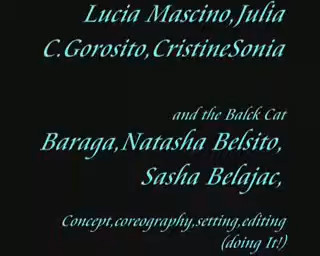 Lucia Mascino,Julia
C.Gorosito,CristineSonia
and the Balck Cat
Baraga,Natasha Belsito,
Sasha Belajac,
Concept,coreography,setting,editing
(doing It!)